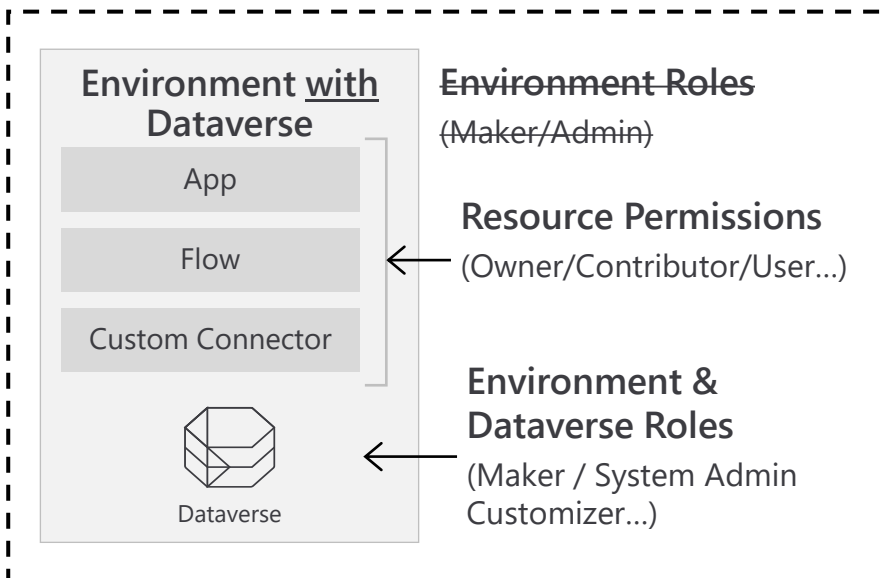 Environment with
Dataverse
App
Flow
Custom Connector
Dataverse
Environment Roles
(Maker/Admin)
Resource Permissions
(Owner/Contributor/User...)
Environment &
Dataverse Roles
(Maker / System Admin
Customizer...)